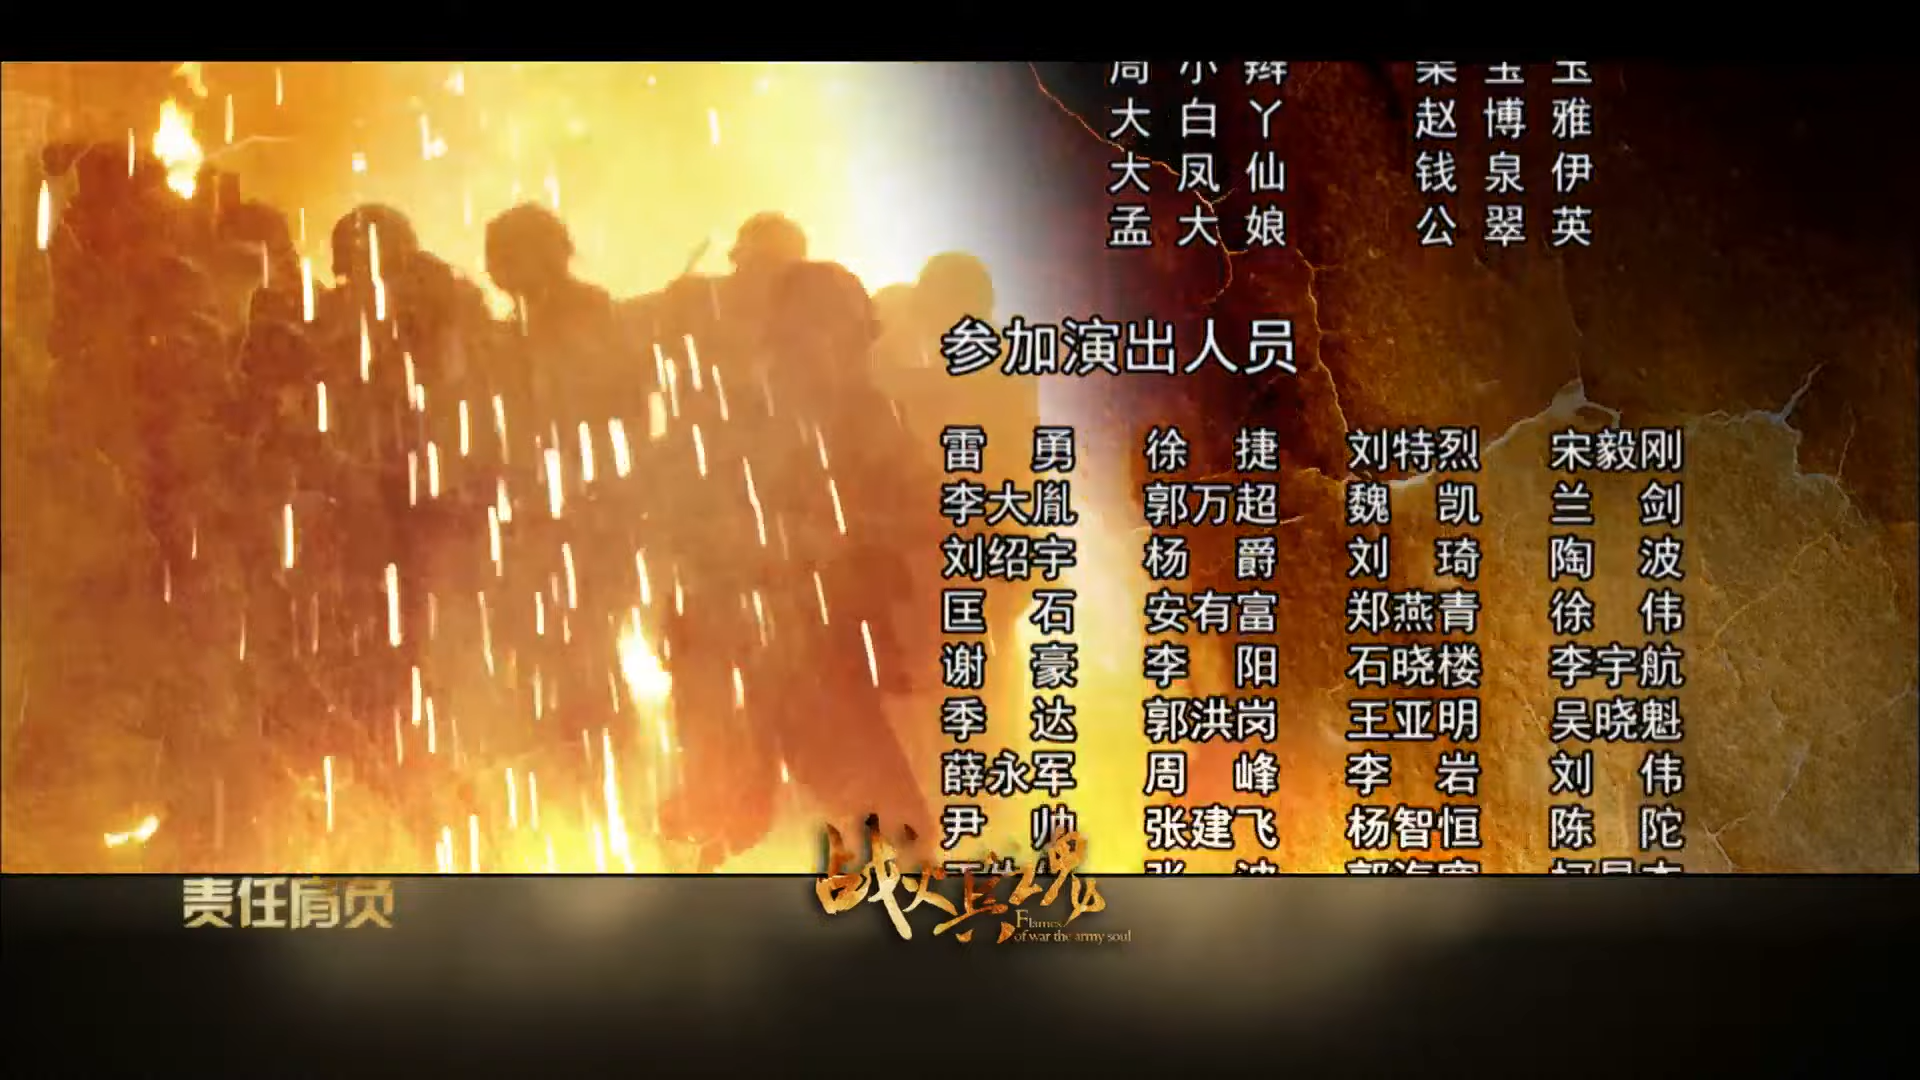 周小辫 栾宝玉
大白丫 赵博雅
大凤仙 钱泉伊
孟大娘 公翠英
参加演出人员
雷勇 徐捷 刘特烈 宋毅刚
李大胤 郭万超 魏凯 兰剑
刘绍宇 杨爵 刘琦 陶波
匡石 安有富 郑燕青 徐伟
谢豪 李阳 石晓楼 李宇航
季达 郭洪岗 王亚明 吴晓魁
薛永军 周峰 李岩 刘伟
尹帅 张建飞 杨智恒 陈陀
责任肩负
战火兵魂
Flames
of war the army soul